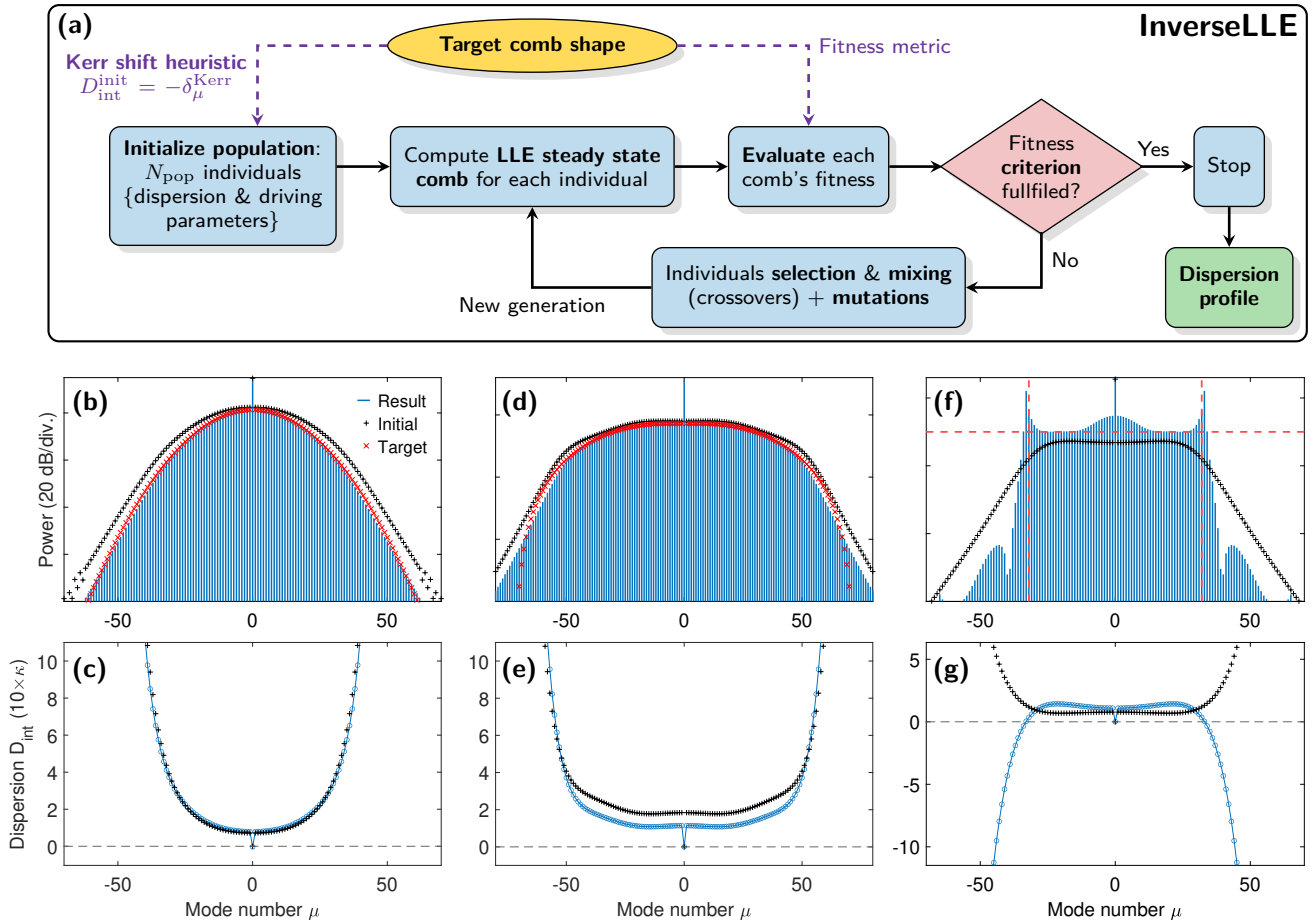 (a)
InverseLLE
Target comb shape
Kerr shift heuristic
D_int^init = −δ_μ^Kerr
Fitness metric
Initialize population:
N_pop individuals
{dispersion & driving
parameters}
Compute LLE steady state
comb for each individual
Evaluate each
comb's fitness
Fitness
criterion
fullfiled?
Yes
Stop
No
Individuals selection & mixing
(crossovers) + mutations
New generation
Dispersion
profile
(b)
Result
Initial
Target
Power (20 dB/div.)
-50 0 50
(d)
-50 0 50
(f)
-50 0 50
(c)
Dispersion D_int (10×κ)
10
8
6
4
2
0
-50 0 50
Mode number μ
(e)
10
8
6
4
2
0
-50 0 50
Mode number μ
(g)
5
0
-5
-10
-50 0 50
Mode number μ